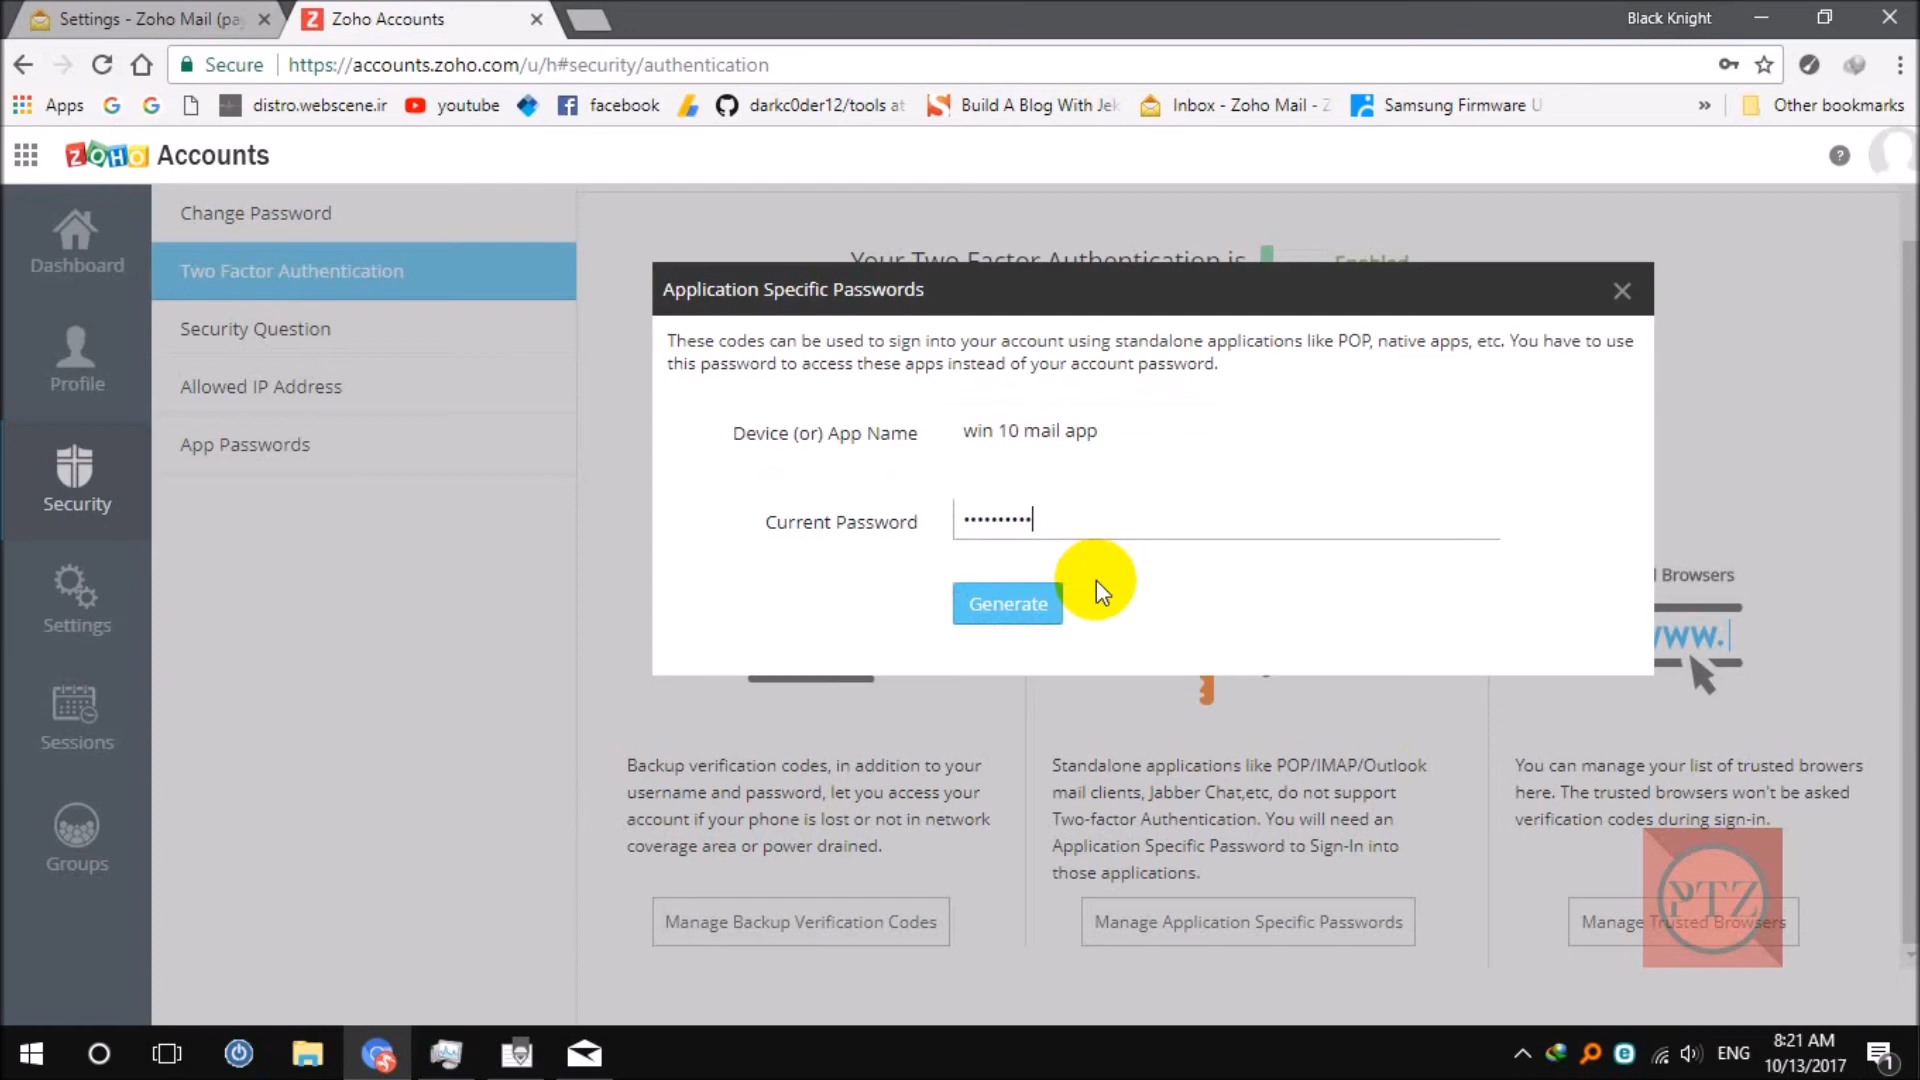 Settings - Zoho Mail (pa
Zoho Accounts
Black Knight
Secure
https://accounts.zoho.com/u/h#security/authentication
Apps
distro.webscene.ir
youtube
facebook
darkc0der12/tools at
Build A Blog With Jek
Inbox - Zoho Mail - Z
Samsung Firmware U
Other bookmarks
ZOHO Accounts
Dashboard
Profile
Security
Settings
Sessions
Groups
Change Password
Two Factor Authentication
Security Question
Allowed IP Address
App Passwords
Your Two Factor Authentication is
Enabled
Application Specific Passwords
These codes can be used to sign into your account using standalone applications like POP, native apps, etc. You have to use
this password to access these apps instead of your account password.
Device (or) App Name
win 10 mail app
Current Password
••••••••••
Generate
Browsers
www.
Backup verification codes, in addition to your
username and password, let you access your
account if your phone is lost or not in network
coverage area or power drained.
Manage Backup Verification Codes
Standalone applications like POP/IMAP/Outlook
mail clients, Jabber Chat,etc, do not support
Two-factor Authentication. You will need an
Application Specific Password to Sign-In into
those applications.
Manage Application Specific Passwords
You can manage your list of trusted browers
here. The trusted browsers won't be asked
verification codes during sign-in.
Manage Trusted Browsers
PTZ
ENG
8:21 AM
10/13/2017
1